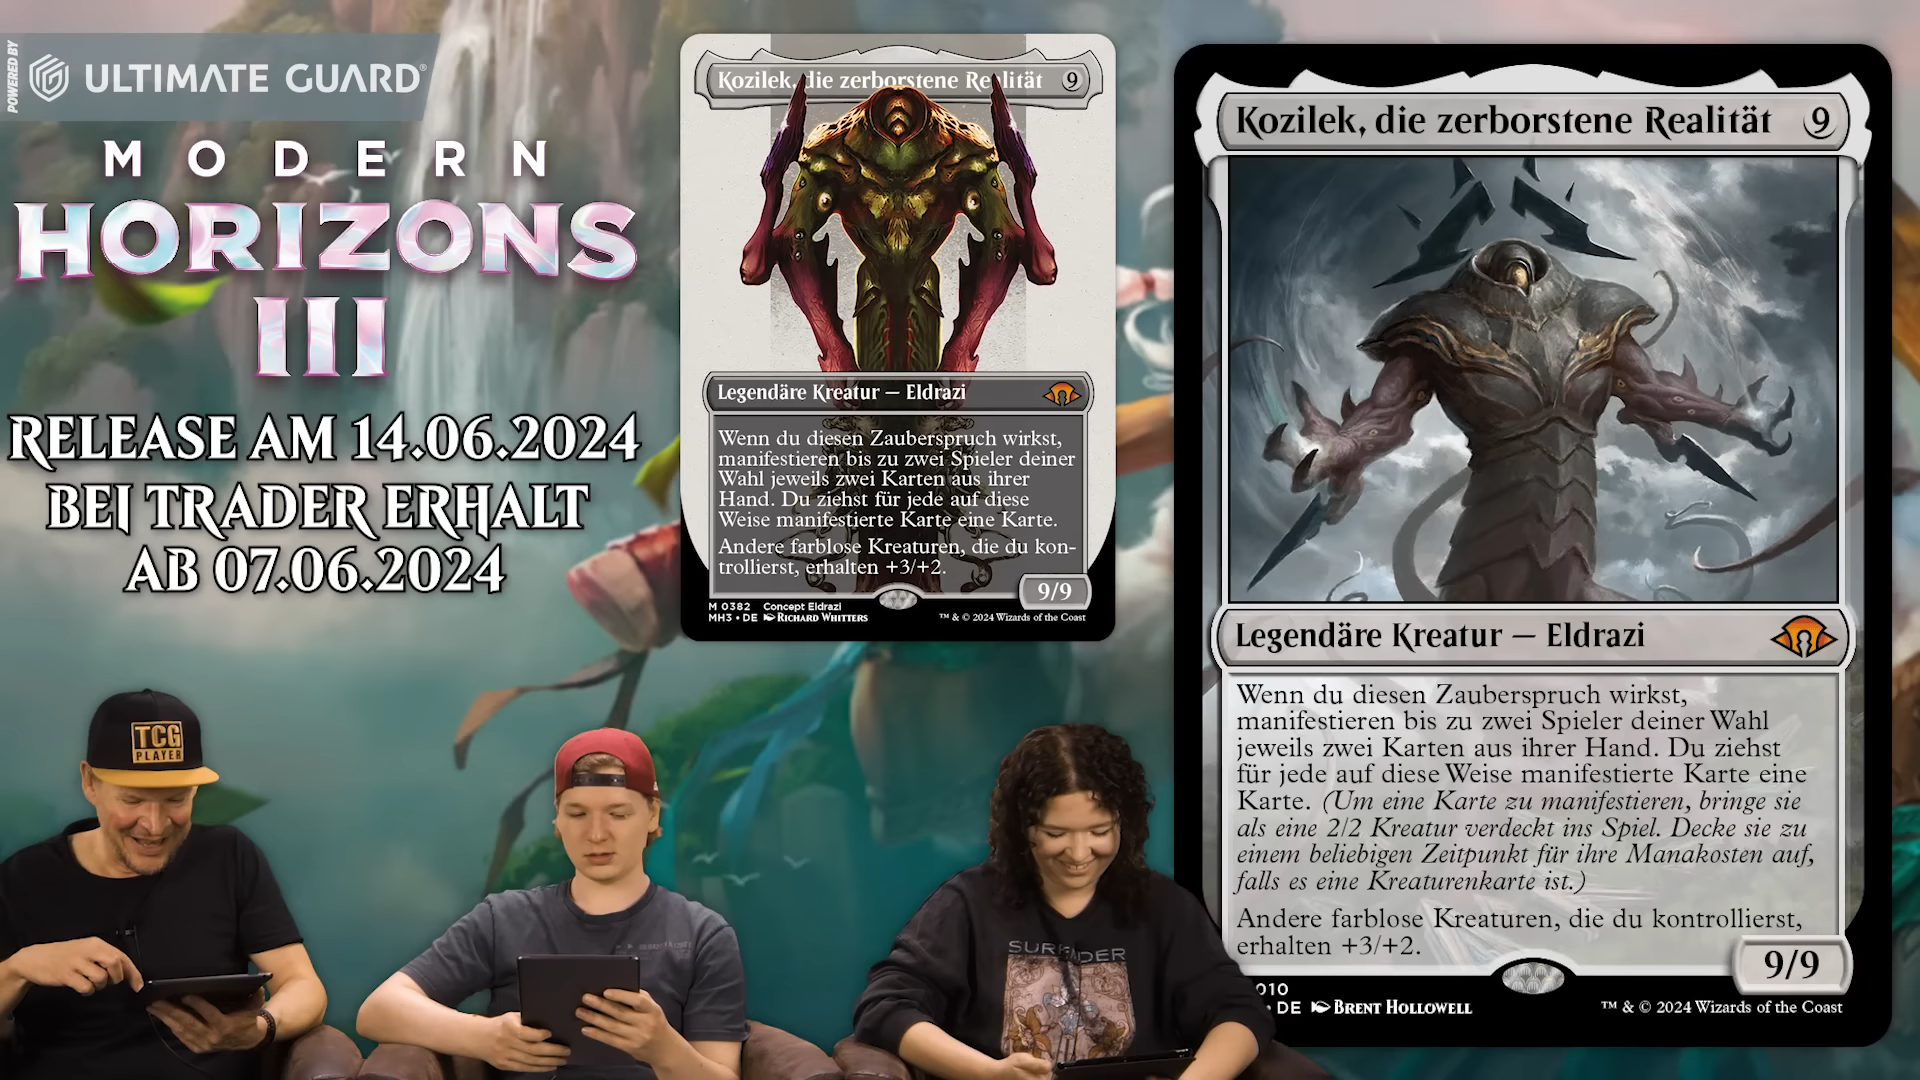 POWERED BY
ULTIMATE GUARD®
MODERN
HORIZONS
III
RELEASE AM 14.06.2024
BEI TRADER ERHALT
AB 07.06.2024
Kozilek, die zerborstene Realität 9
Legendäre Kreatur — Eldrazi
Wenn du diesen Zauberspruch wirkst,
manifestieren bis zu zwei Spieler deiner
Wahl jeweils zwei Karten aus ihrer
Hand. Du ziehst für jede auf diese
Weise manifestierte Karte eine Karte.
Andere farblose Kreaturen, die du kon-
trollierst, erhalten +3/+2.
9/9
M 0382 Concept Eldrazi
MH3 • DE Richard Whitters
™ & © 2024 Wizards of the Coast
Kozilek, die zerborstene Realität 9
Legendäre Kreatur — Eldrazi
Wenn du diesen Zauberspruch wirkst,
manifestieren bis zu zwei Spieler deiner Wahl
jeweils zwei Karten aus ihrer Hand. Du ziehst
für jede auf diese Weise manifestierte Karte eine
Karte. (Um eine Karte zu manifestieren, bringe sie
als eine 2/2 Kreatur verdeckt ins Spiel. Decke sie zu
einem beliebigen Zeitpunkt für ihre Manakosten auf,
falls es eine Kreaturenkarte ist.)
Andere farblose Kreaturen, die du kontrollierst,
erhalten +3/+2.
9/9
010
• DE Brent Hollowell
™ & © 2024 Wizards of the Coast
TCG
PLAYER